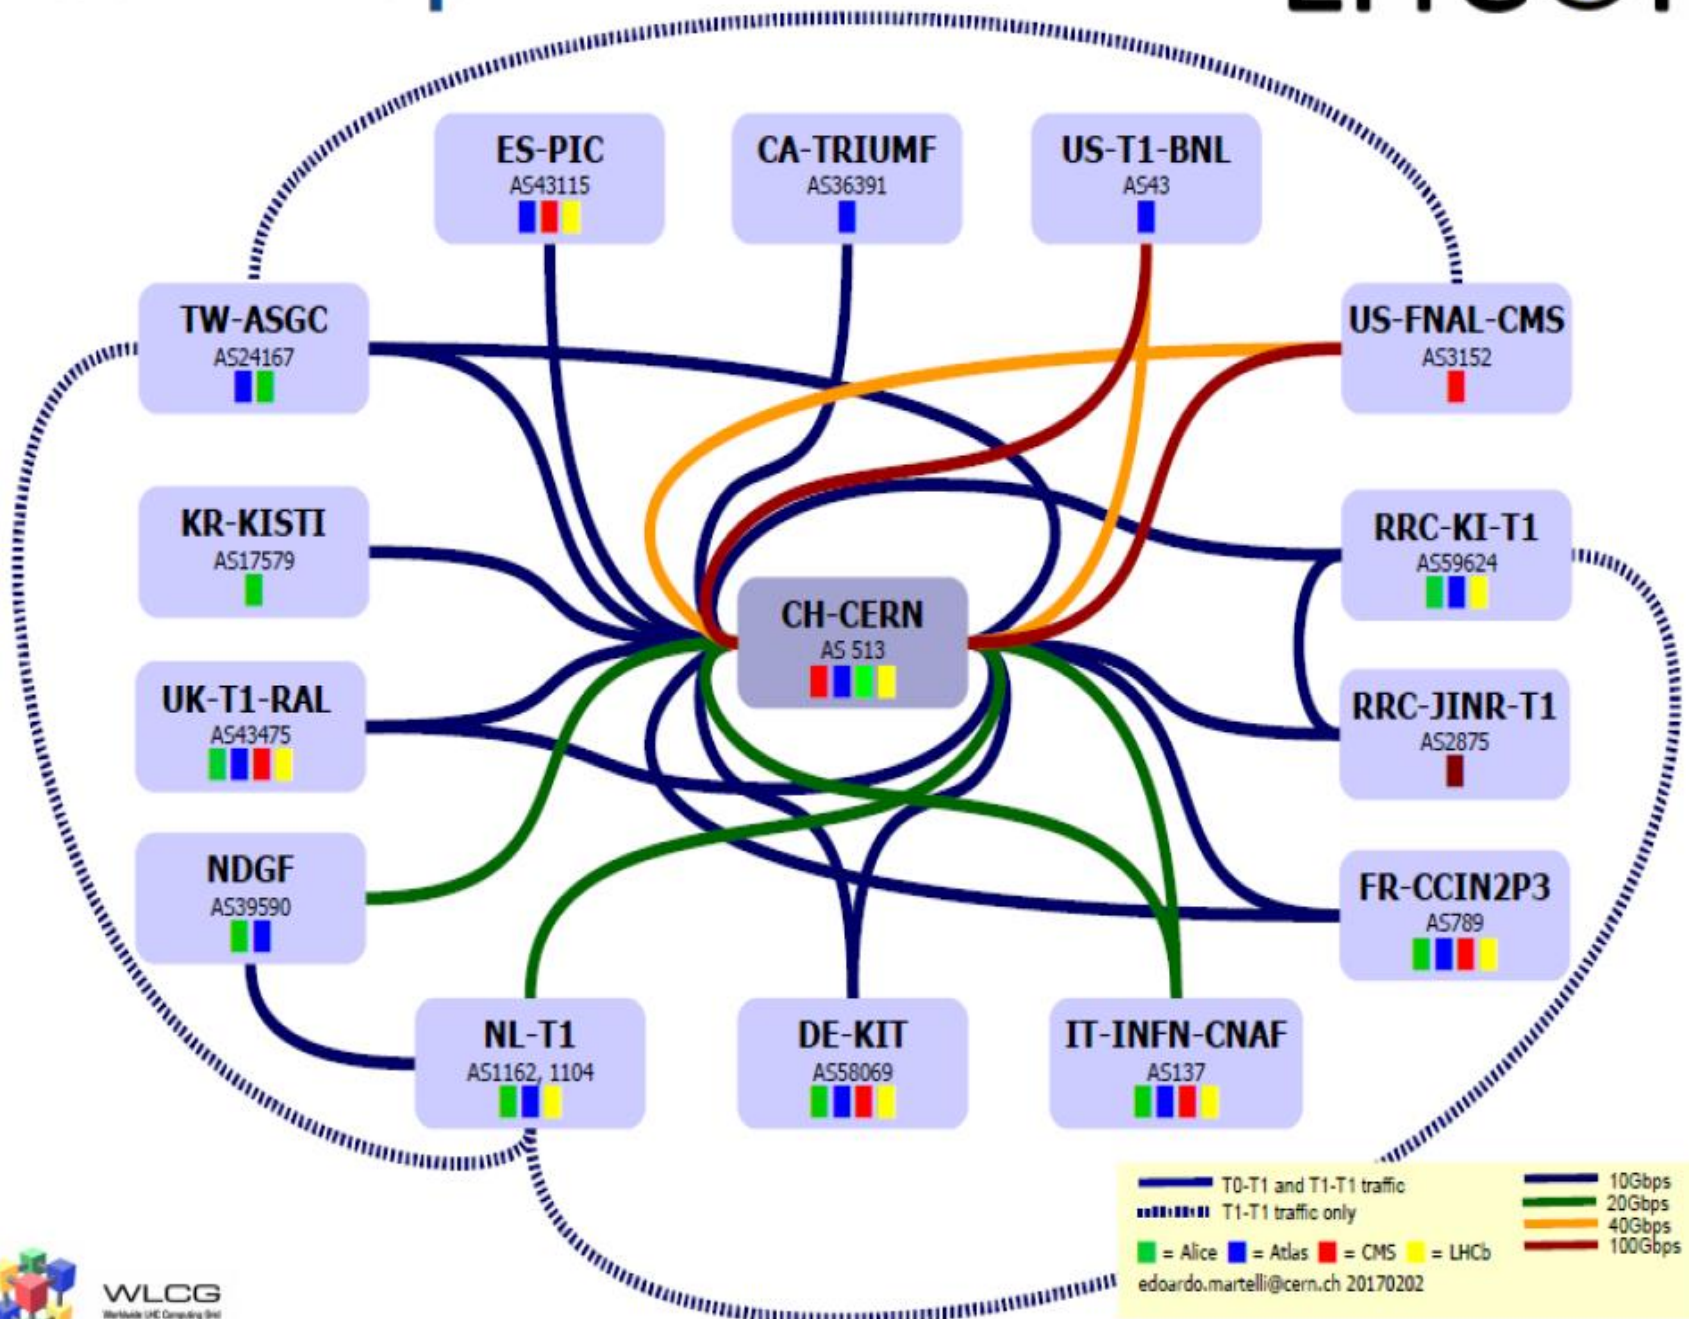 ES-PIC
AS43115
CA-TRIUMF
AS36391
US-T1-BNL
AS43
TW-ASGC
AS24167
US-FNAL-CMS
AS3152
KR-KISTI
AS17579
RRC-KI-T1
AS59624
CH-CERN
AS 513
UK-T1-RAL
AS43475
RRC-JINR-T1
AS2875
NDGF
AS39590
FR-CCIN2P3
AS789
NL-T1
AS1162, 1104
DE-KIT
AS58069
IT-INFN-CNAF
AS137
T0-T1 and T1-T1 traffic
T1-T1 traffic only
= Alice = Atlas = CMS = LHCb
edoardo.martelli@cern.ch 20170202
10Gbps
20Gbps
40Gbps
100Gbps
WLCG
Worldwide LHC Computing Grid